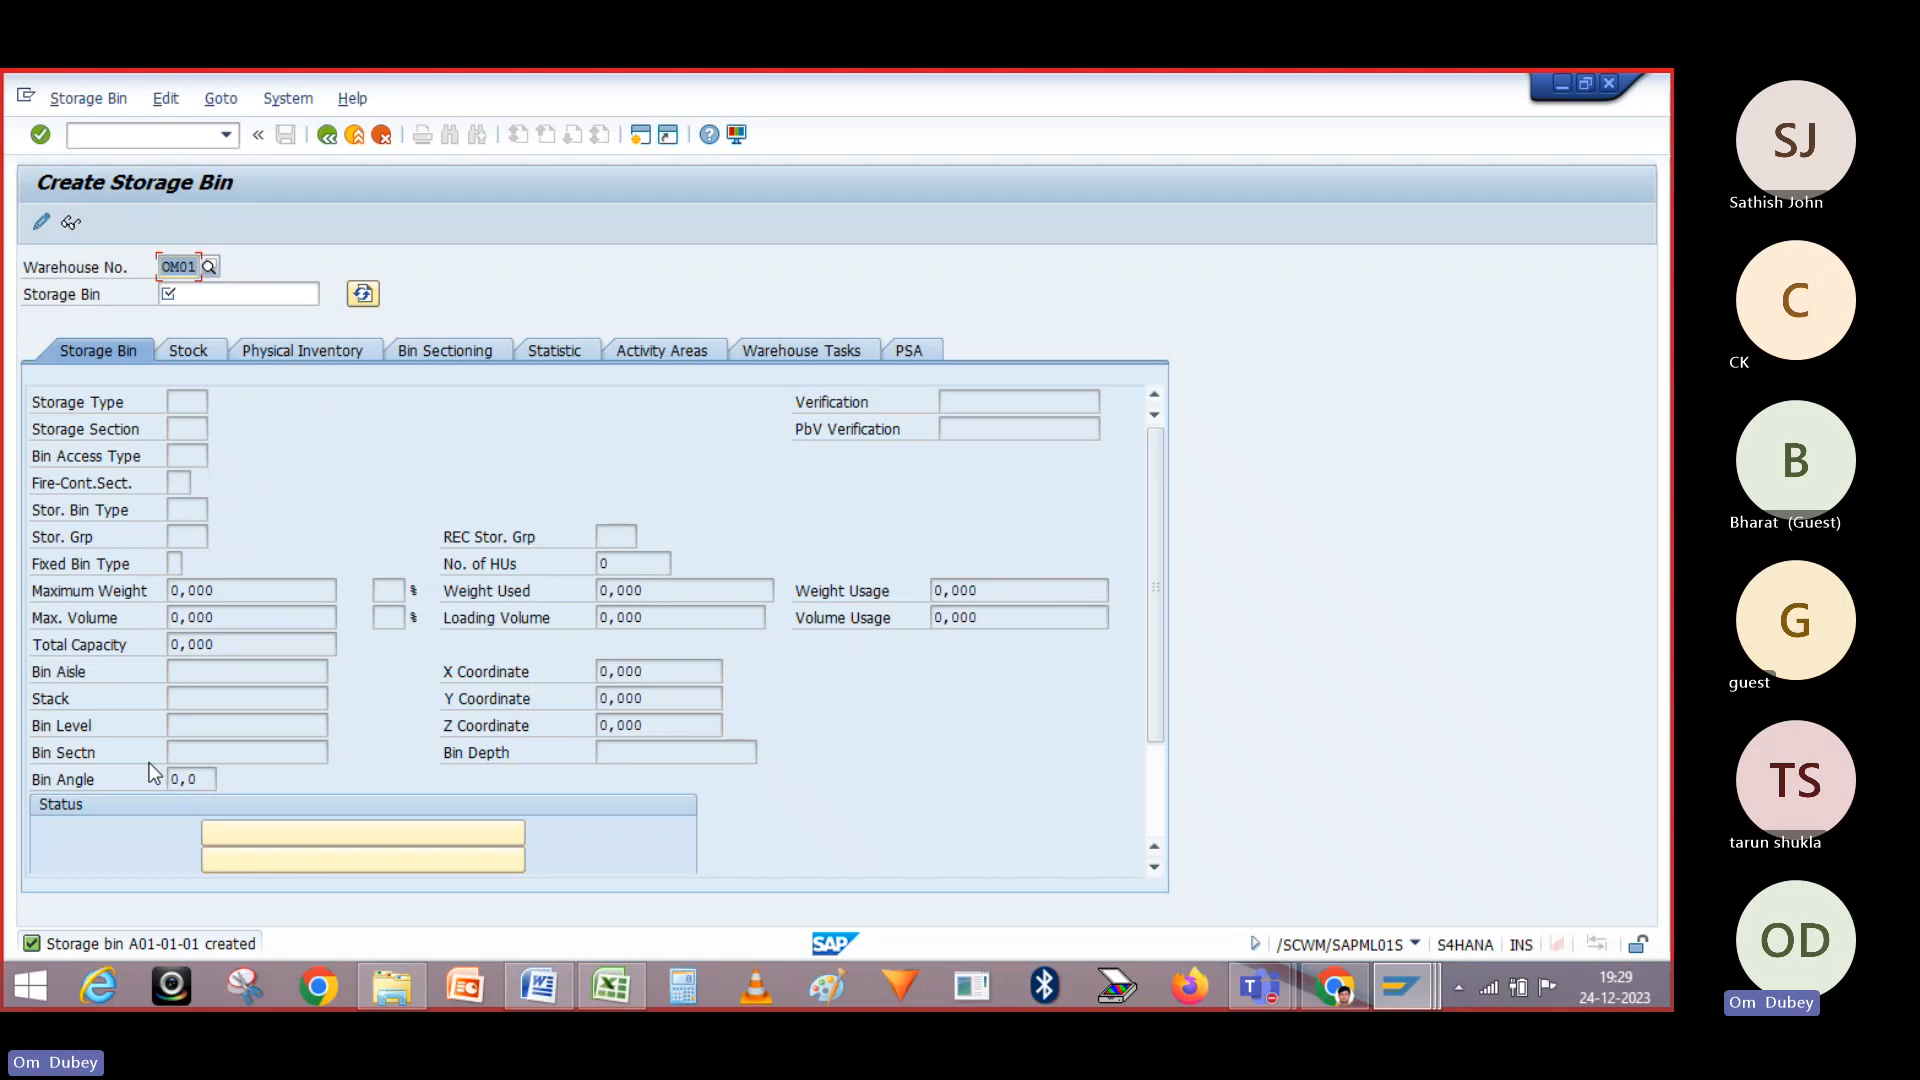 Storage Bin Edit Goto System Help
Create Storage Bin
Warehouse No. OM01
Storage Bin
Storage Bin Stock Physical Inventory Bin Sectioning Statistic Activity Areas Warehouse Tasks PSA
Storage Type Verification
Storage Section PbV Verification
Bin Access Type
Fire-Cont.Sect.
Stor. Bin Type
Stor. Grp REC Stor. Grp
Fixed Bin Type No. of HUs 0
Maximum Weight 0,000 % Weight Used 0,000 Weight Usage 0,000
Max. Volume 0,000 % Loading Volume 0,000 Volume Usage 0,000
Total Capacity 0,000
Bin Aisle X Coordinate 0,000
Stack Y Coordinate 0,000
Bin Level Z Coordinate 0,000
Bin Sectn Bin Depth
Bin Angle 0,0
Status
Storage bin A01-01-01 created SAP /SCWM/SAPML01S S4HANA INS
19:29
24-12-2023
SJ
Sathish John
C
CK
B
Bharat (Guest)
G
guest
TS
tarun shukla
OD
Om Dubey
Om Dubey